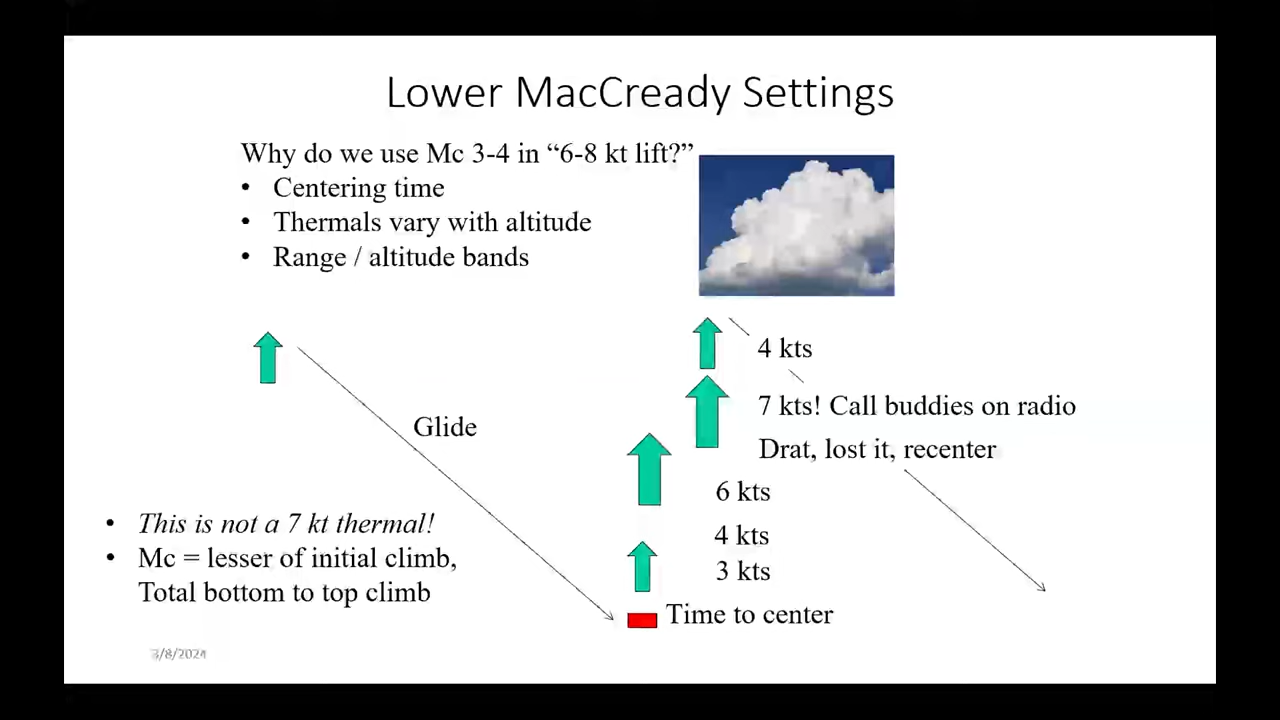 Lower MacCready Settings
Why do we use Mc 3-4 in “6-8 kt lift?”
• Centering time
• Thermals vary with altitude
• Range / altitude bands
4 kts
7 kts! Call buddies on radio
Glide
Drat, lost it, recenter
6 kts
• This is not a 7 kt thermal!
4 kts
• Mc = lesser of initial climb,
3 kts
Total bottom to top climb
Time to center
3/8/2024